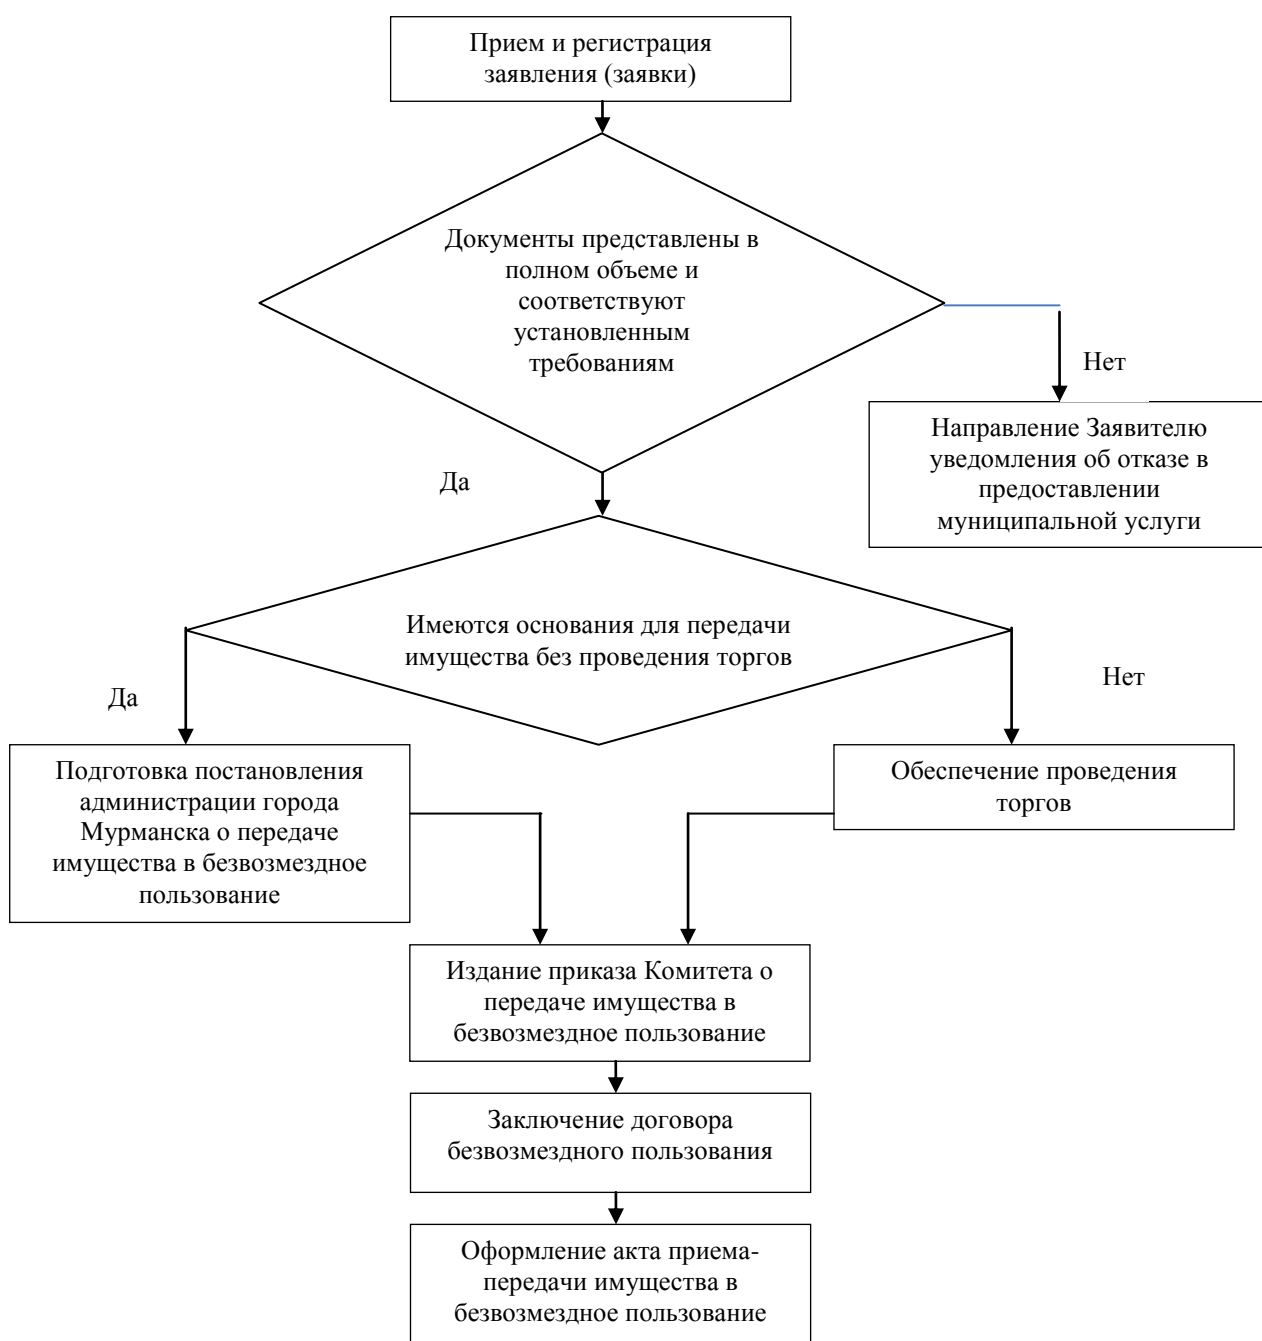 Прием и регистрация
заявления (заявки)
Документы представлены в
полном объеме и
соответствуют
установленным
требованиям
Нет
Направление Заявителю
уведомления об отказе в
предоставлении
муниципальной услуги
Да
Имеются основания для передачи
имущества без проведения торгов
Да
Нет
Подготовка постановления
администрации города
Мурманска о передаче
имущества в безвозмездное
пользование
Обеспечение проведения
торгов
Издание приказа Комитета о
передаче имущества в
безвозмездное пользование
Заключение договора
безвозмездного пользования
Оформление акта приема-
передачи имущества в
безвозмездное пользование